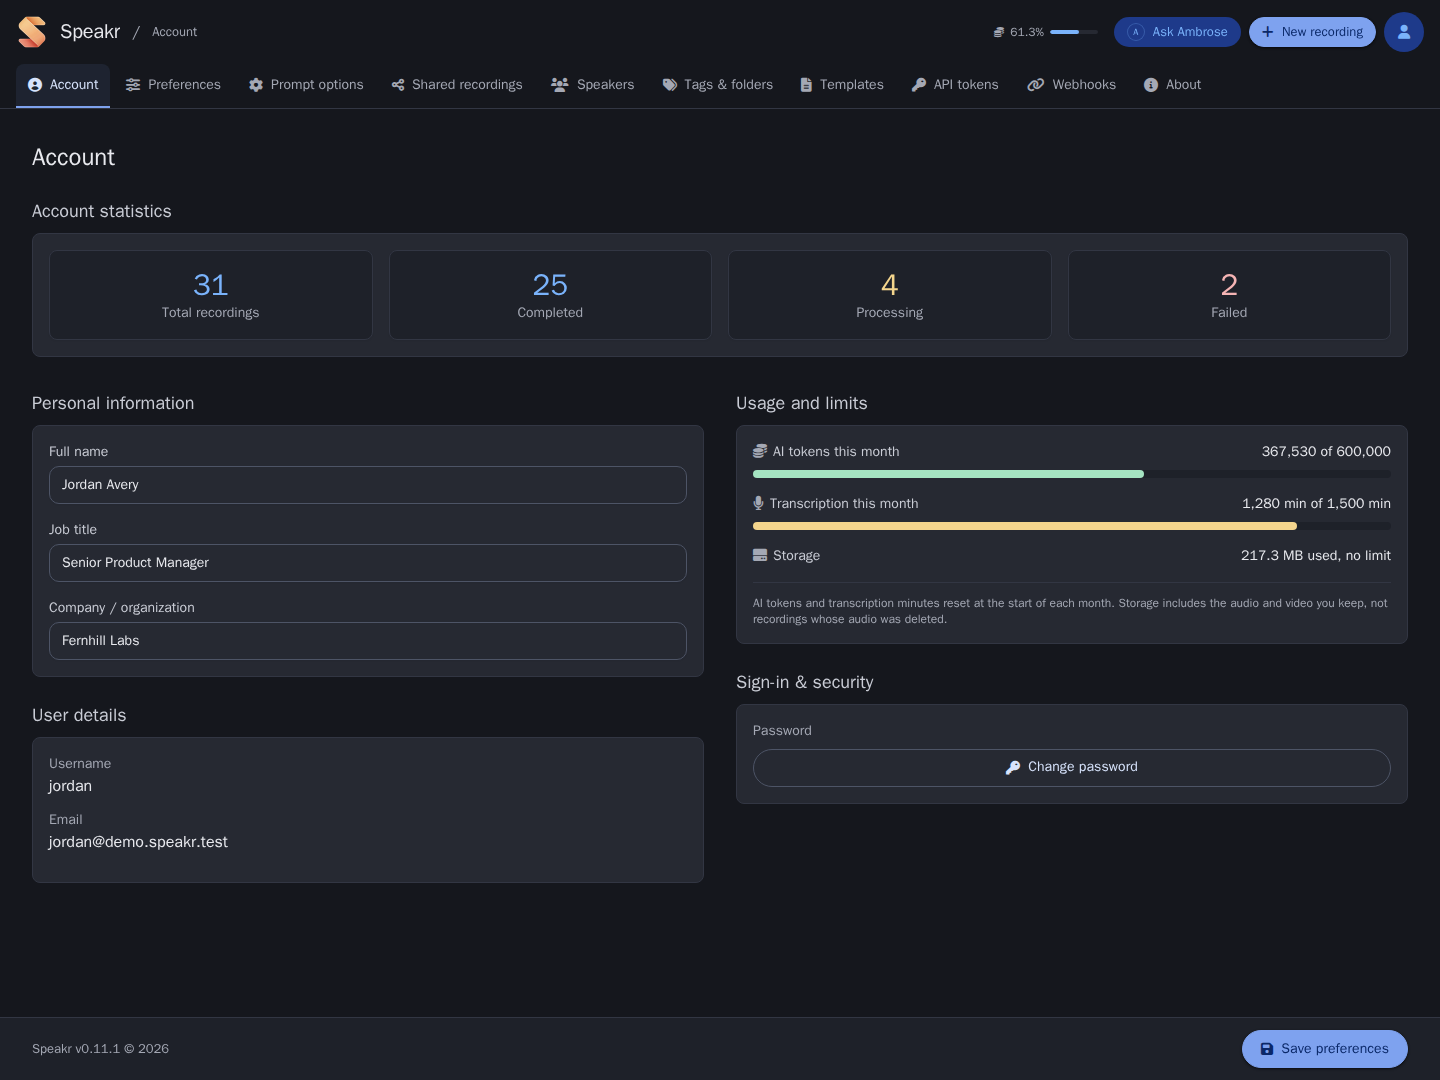 Speakr / Account
61.3%
A Ask Ambrose
New recording
Account
Preferences
Prompt options
Shared recordings
Speakers
Tags & folders
Templates
API tokens
Webhooks
About
Account
Account statistics
31
Total recordings
25
Completed
4
Processing
2
Failed
Personal information
Full name
Jordan Avery
Job title
Senior Product Manager
Company / organization
Fernhill Labs
User details
Username
jordan
Email
jordan@demo.speakr.test
Usage and limits
AI tokens this month 367,530 of 600,000
Transcription this month 1,280 min of 1,500 min
Storage 217.3 MB used, no limit
AI tokens and transcription minutes reset at the start of each month. Storage includes the audio and video you keep, not
recordings whose audio was deleted.
Sign-in & security
Password
Change password
Speakr v0.11.1 © 2026
Save preferences